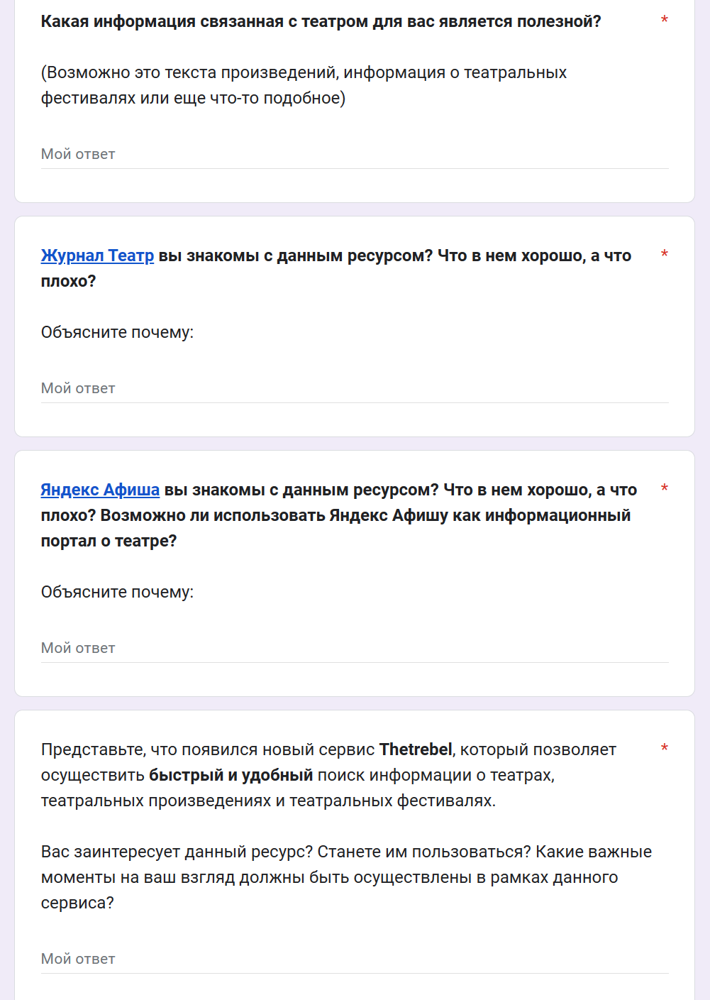 Какая информация связанная с театром для вас является полезной? *
(Возможно это текста произведений, информация о театральных
фестивалях или еще что-то подобное)
Мой ответ
Журнал Театр вы знакомы с данным ресурсом? Что в нем хорошо, а что *
плохо?
Объясните почему:
Мой ответ
Яндекс Афиша вы знакомы с данным ресурсом? Что в нем хорошо, а что *
плохо? Возможно ли использовать Яндекс Афишу как информационный
портал о театре?
Объясните почему:
Мой ответ
Представьте, что появился новый сервис Thetrebel, который позволяет *
осуществить быстрый и удобный поиск информации о театрах,
театральных произведениях и театральных фестивалях.
Вас заинтересует данный ресурс? Станете им пользоваться? Какие важные
моменты на ваш взгляд должны быть осуществлены в рамках данного
сервиса?
Мой ответ